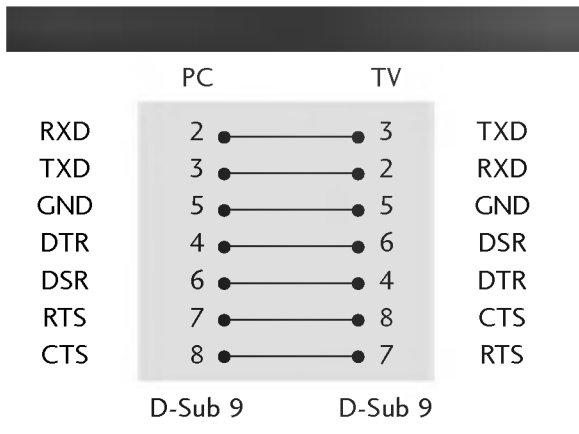 PC TV
RXD 2 3 TXD
TXD 3 2 RXD
GND 5 5 GND
DTR 4 6 DSR
DSR 6 4 DTR
RTS 7 8 CTS
CTS 8 7 RTS
D-Sub 9 D-Sub 9